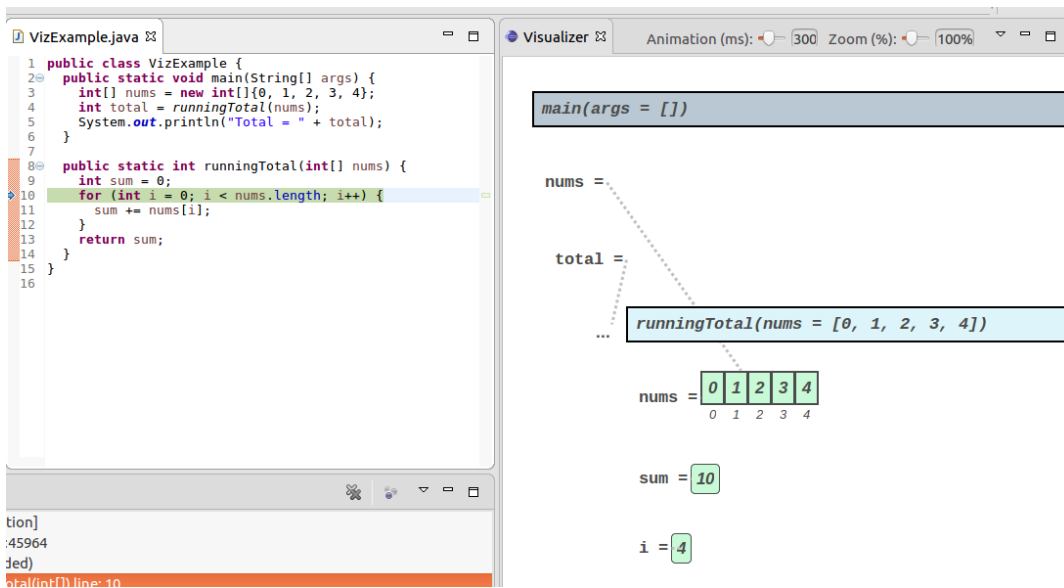 VizExample.java
1 public class VizExample {
2 public static void main(String[] args) {
3 int[] nums = new int[]{0, 1, 2, 3, 4};
4 int total = runningTotal(nums);
5 System.out.println("Total = " + total);
6 }
7
8 public static int runningTotal(int[] nums) {
9 int sum = 0;
10 for (int i = 0; i < nums.length; i++) {
11 sum += nums[i];
12 }
13 return sum;
14 }
15 }
16
tion]
:45964
ded)
otal(int[]) line: 10
Visualizer Animation (ms): 300 Zoom (%): 100%
main(args = [])
nums =
total =
...
runningTotal(nums = [0, 1, 2, 3, 4])
nums = 0 1 2 3 4
0 1 2 3 4
sum = 10
i = 4